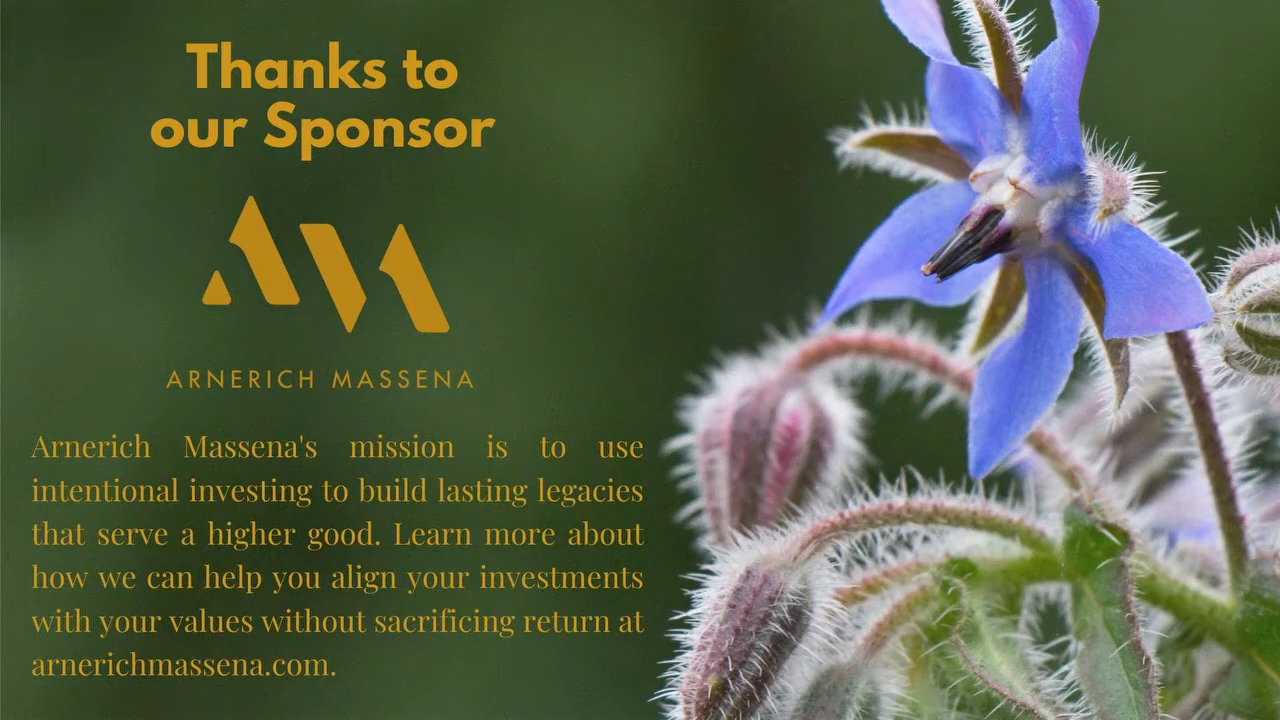 Thanks to
our Sponsor
ARNERICH MASSENA
Arnerich Massena's mission is to use
intentional investing to build lasting legacies
that serve a higher good. Learn more about
how we can help you align your investments
with your values without sacrificing return at
arnerichmassena.com.